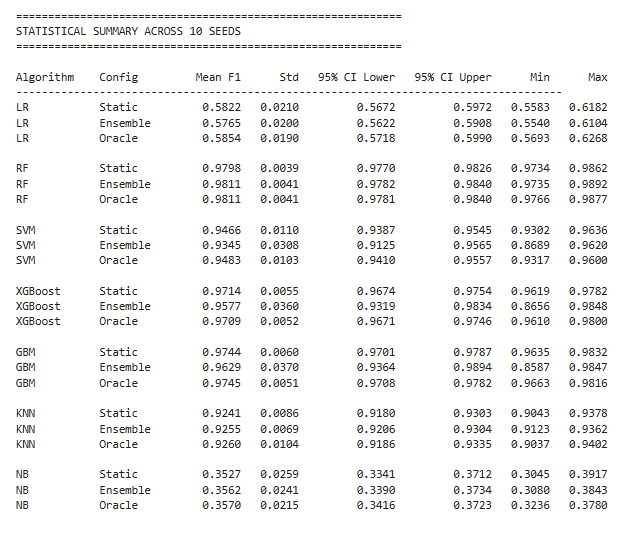 ============================================================
STATISTICAL SUMMARY ACROSS 10 SEEDS
============================================================
Algorithm Config Mean F1 Std 95% CI Lower 95% CI Upper Min Max
-------------------------------------------------------------------------------------
LR Static 0.5822 0.0210 0.5672 0.5972 0.5583 0.6182
LR Ensemble 0.5765 0.0200 0.5622 0.5908 0.5540 0.6104
LR Oracle 0.5854 0.0190 0.5718 0.5990 0.5693 0.6268
RF Static 0.9798 0.0039 0.9770 0.9826 0.9734 0.9862
RF Ensemble 0.9811 0.0041 0.9782 0.9840 0.9735 0.9892
RF Oracle 0.9811 0.0041 0.9781 0.9840 0.9766 0.9877
SVM Static 0.9466 0.0110 0.9387 0.9545 0.9302 0.9636
SVM Ensemble 0.9345 0.0308 0.9125 0.9565 0.8689 0.9620
SVM Oracle 0.9483 0.0103 0.9410 0.9557 0.9317 0.9600
XGBoost Static 0.9714 0.0055 0.9674 0.9754 0.9619 0.9782
XGBoost Ensemble 0.9577 0.0360 0.9319 0.9834 0.8656 0.9848
XGBoost Oracle 0.9709 0.0052 0.9671 0.9746 0.9610 0.9800
GBM Static 0.9744 0.0060 0.9701 0.9787 0.9635 0.9832
GBM Ensemble 0.9629 0.0370 0.9364 0.9894 0.8587 0.9847
GBM Oracle 0.9745 0.0051 0.9708 0.9782 0.9663 0.9816
KNN Static 0.9241 0.0086 0.9180 0.9303 0.9043 0.9378
KNN Ensemble 0.9255 0.0069 0.9206 0.9304 0.9123 0.9362
KNN Oracle 0.9260 0.0104 0.9186 0.9335 0.9037 0.9402
NB Static 0.3527 0.0259 0.3341 0.3712 0.3045 0.3917
NB Ensemble 0.3562 0.0241 0.3390 0.3734 0.3080 0.3843
NB Oracle 0.3570 0.0215 0.3416 0.3723 0.3236 0.3780